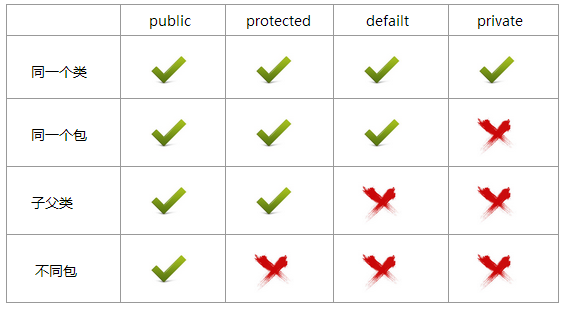 public protected defailt private
同一个类
同一个包
子父类
不同包